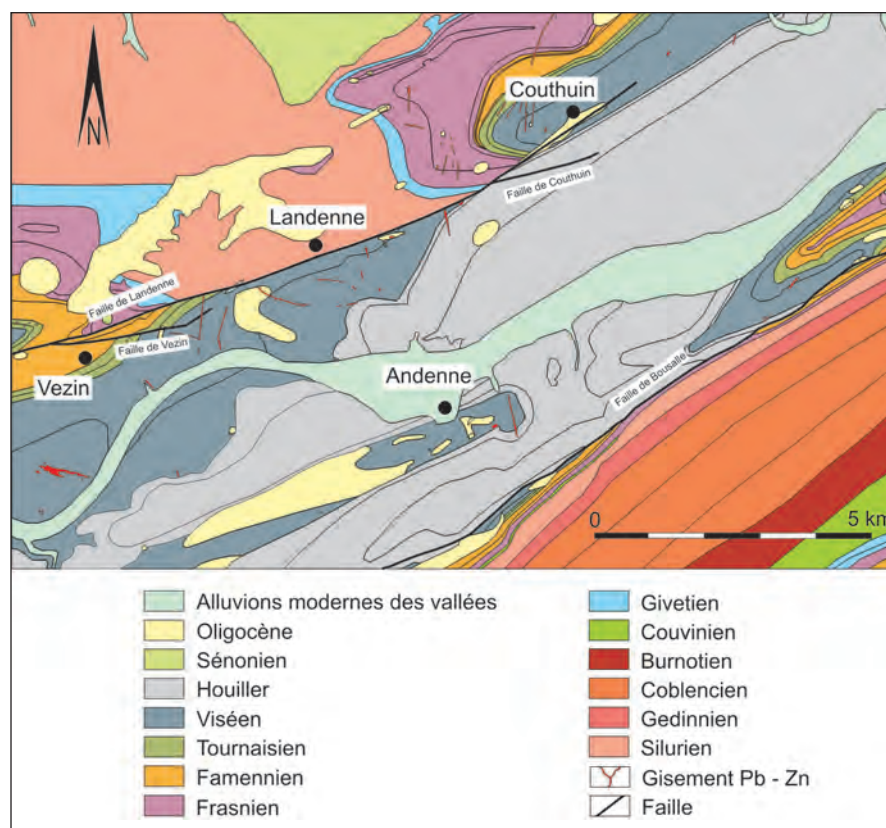 N
Couthuin
Faille de Couthuin
Landenne
Faille de Landenne
Faille de Vezin
Vezin
Andenne
Faille de Bousalle
0 5 km
Alluvions modernes des vallées
Oligocène
Sénonien
Houiller
Viséen
Tournaisien
Famennien
Frasnien
Givetien
Couvinien
Burnotien
Coblencien
Gedinnien
Silurien
Gisement Pb - Zn
Faille